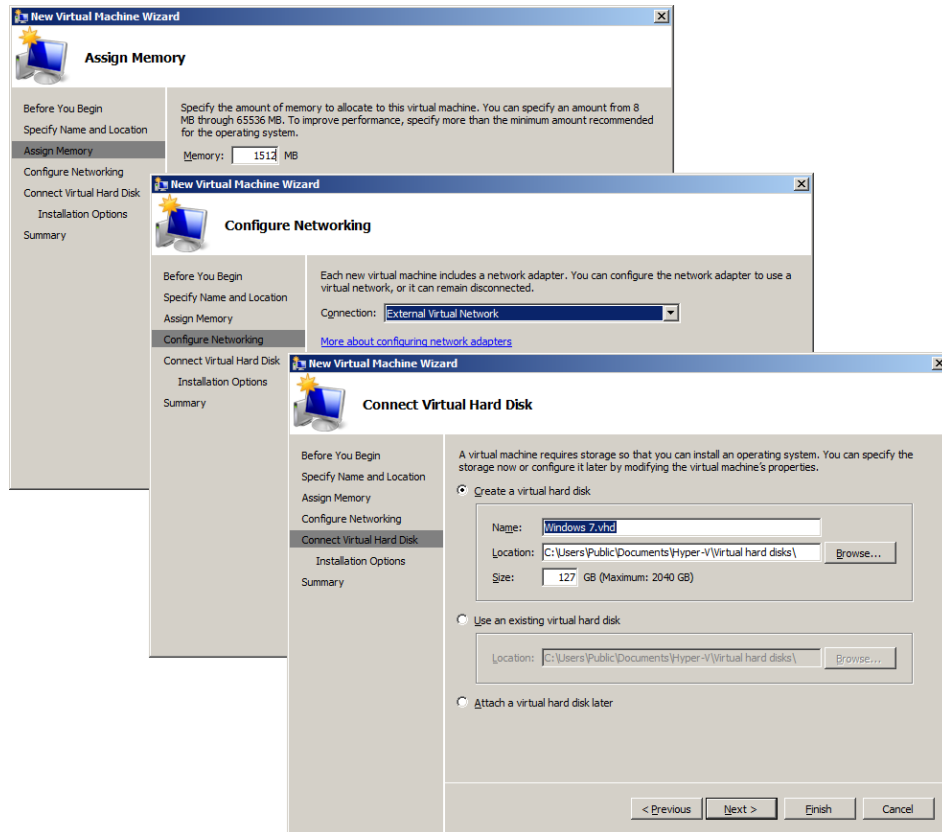 New Virtual Machine Wizard
Assign Memory
Before You Begin
Specify Name and Location
Assign Memory
Configure Networking
Connect Virtual Hard Disk
Installation Options
Summary
Specify the amount of memory to allocate to this virtual machine. You can specify an amount from 8
MB through 65536 MB. To improve performance, specify more than the minimum amount recommended
for the operating system.
Memory: 1512 MB
New Virtual Machine Wizard
Configure Networking
Before You Begin
Specify Name and Location
Assign Memory
Configure Networking
Connect Virtual Hard Disk
Installation Options
Summary
Each new virtual machine includes a network adapter. You can configure the network adapter to use a
virtual network, or it can remain disconnected.
Connection: External Virtual Network
More about configuring network adapters
New Virtual Machine Wizard
Connect Virtual Hard Disk
Before You Begin
Specify Name and Location
Assign Memory
Configure Networking
Connect Virtual Hard Disk
Installation Options
Summary
A virtual machine requires storage so that you can install an operating system. You can specify the
storage now or configure it later by modifying the virtual machine's properties.
Create a virtual hard disk
Name: Windows 7.vhd
Location: C:\Users\Public\Documents\Hyper-V\Virtual hard disks\ Browse...
Size: 127 GB (Maximum: 2040 GB)
Use an existing virtual hard disk
Location: C:\Users\Public\Documents\Hyper-V\Virtual hard disks\ Browse...
Attach a virtual hard disk later
< Previous Next > Finish Cancel